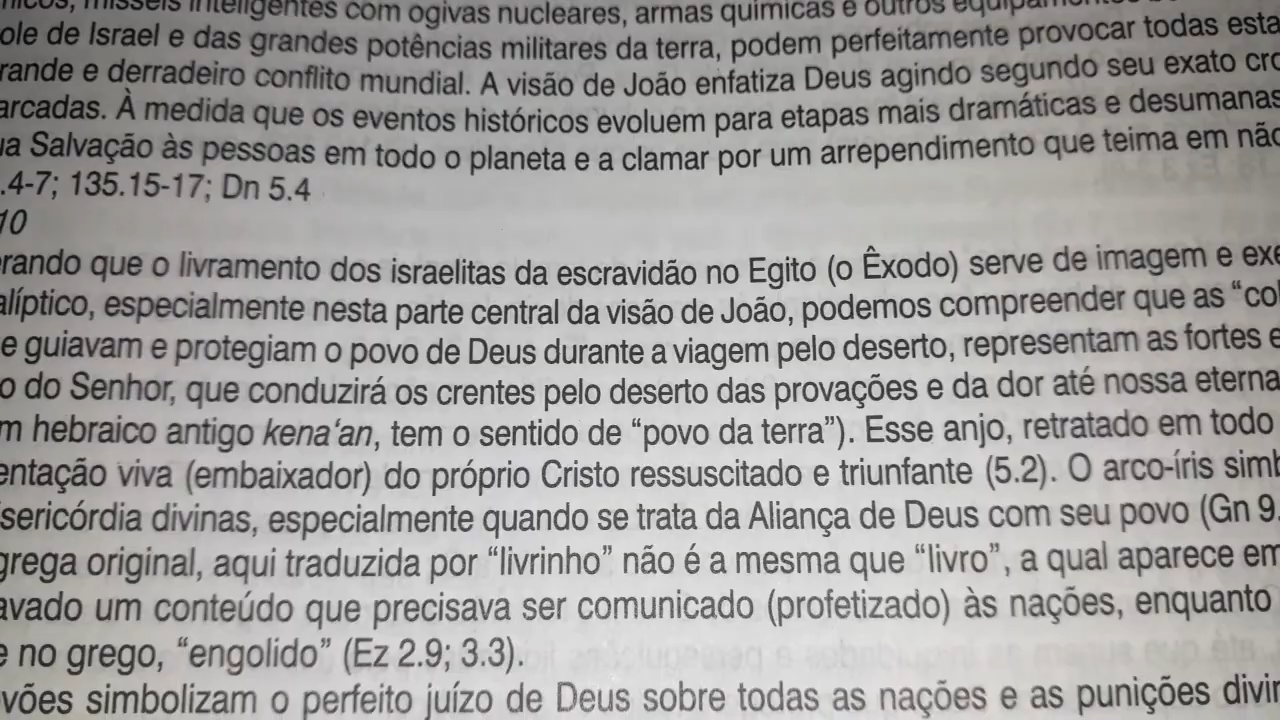 mísseis inteligentes com ogivas nucleares, armas químicas e outros
ole de Israel e das grandes potências militares da terra, podem perfeitamente provocar todas esta
rande e derradeiro conflito mundial. A visão de João enfatiza Deus agindo segundo seu exato cro
arcadas. À medida que os eventos históricos evoluem para etapas mais dramáticas e desumanas
ua Salvação às pessoas em todo o planeta e a clamar por um arrependimento que teima em não
.4-7; 135.15-17; Dn 5.4
10
rando que o livramento dos israelitas da escravidão no Egito (o Êxodo) serve de imagem e exe
alíptico, especialmente nesta parte central da visão de João, podemos compreender que as “col
e guiavam e protegiam o povo de Deus durante a viagem pelo deserto, representam as fortes e
o do Senhor, que conduzirá os crentes pelo deserto das provações e da dor até nossa eterna
m hebraico antigo kena‘an, tem o sentido de “povo da terra”). Esse anjo, retratado em todo
entação viva (embaixador) do próprio Cristo ressuscitado e triunfante (5.2). O arco-íris simb
sericórdia divinas, especialmente quando se trata da Aliança de Deus com seu povo (Gn 9.
grega original, aqui traduzida por “livrinho” não é a mesma que “livro”, a qual aparece em
avado um conteúdo que precisava ser comunicado (profetizado) às nações, enquanto
e no grego, “engolido” (Ez 2.9; 3.3).
vões simbolizam o perfeito juízo de Deus sobre todas as nações e as punições divin